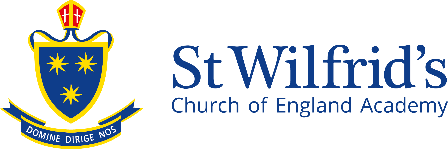 St Wilfrid's
Church of England Academy
DOMINE DIRIGE NOS